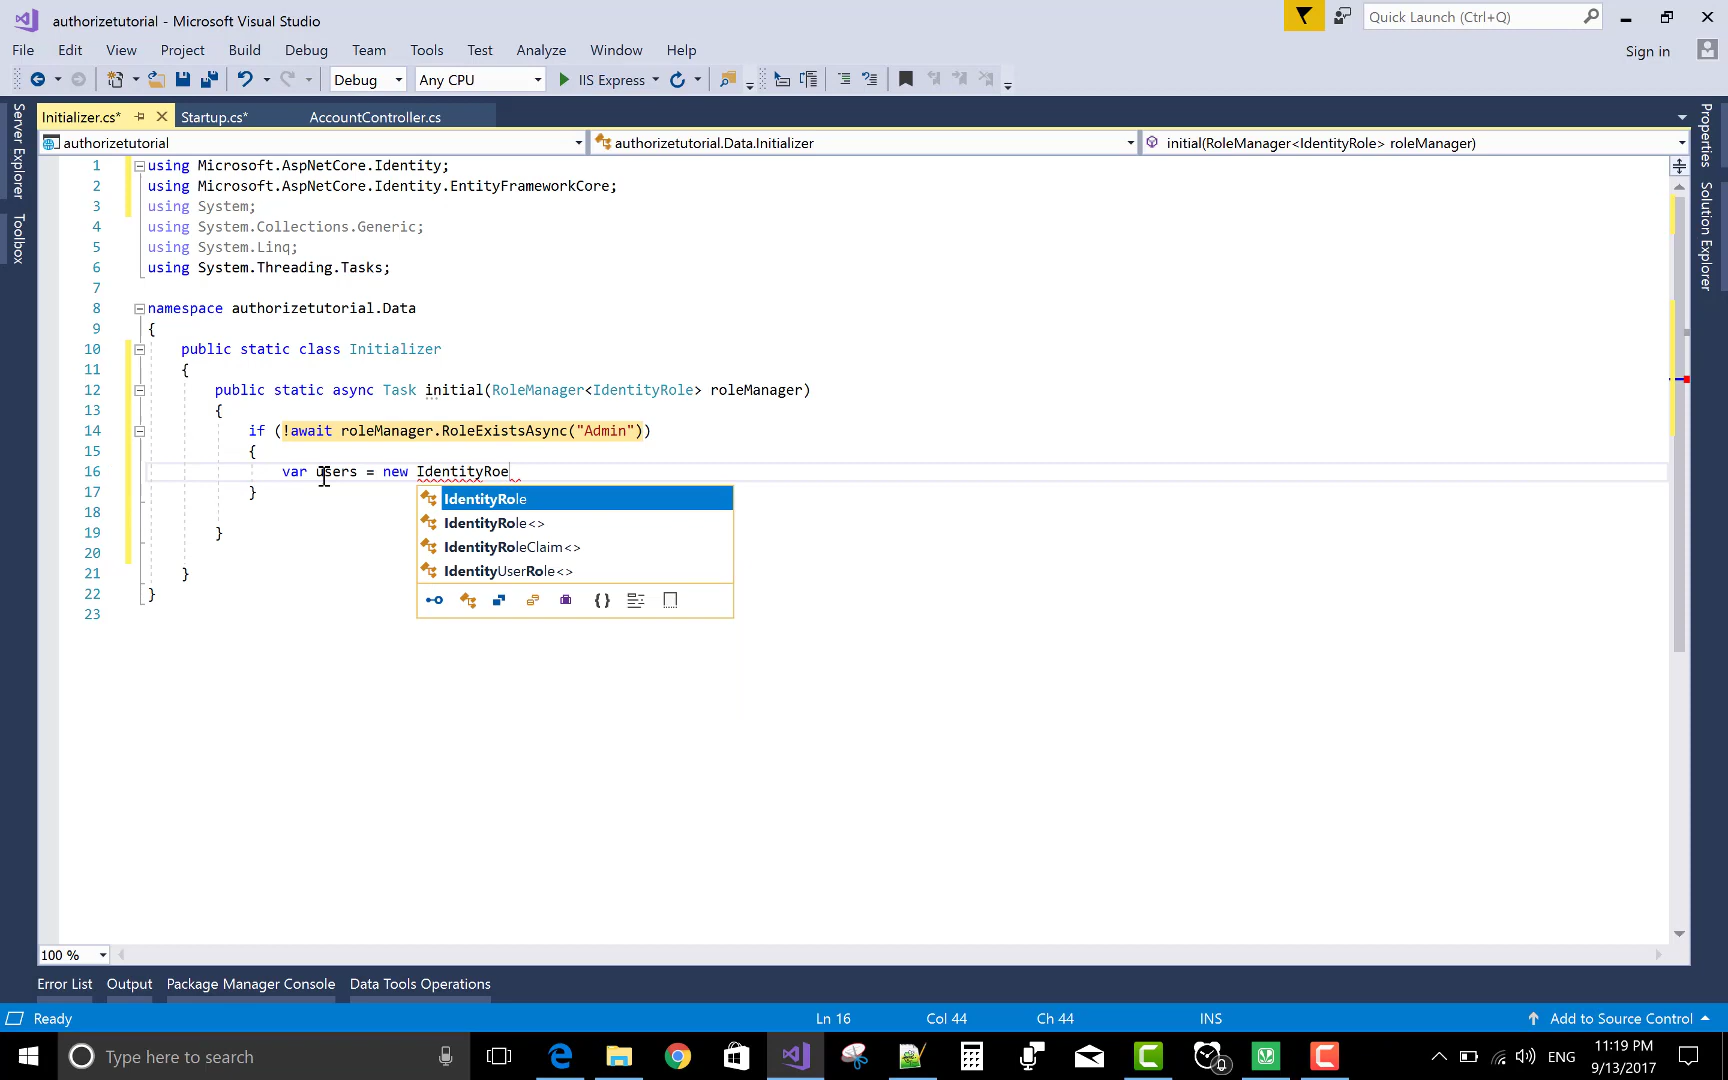 authorizetutorial - Microsoft Visual Studio
Quick Launch (Ctrl+Q)
File Edit View Project Build Debug Team Tools Test Analyze Window Help
Sign in
Debug Any CPU IIS Express
Initializer.cs* Startup.cs* AccountController.cs
authorizetutorial authorizetutorial.Data.Initializer initial(RoleManager<IdentityRole> roleManager)
Server Explorer
Toolbox
Properties
Solution Explorer
1 using Microsoft.AspNetCore.Identity;
2 using Microsoft.AspNetCore.Identity.EntityFrameworkCore;
3 using System;
4 using System.Collections.Generic;
5 using System.Linq;
6 using System.Threading.Tasks;
7
8 namespace authorizetutorial.Data
9 {
10 public static class Initializer
11 {
12 public static async Task initial(RoleManager<IdentityRole> roleManager)
13 {
14 if (!await roleManager.RoleExistsAsync("Admin"))
15 {
16 var users = new IdentityRoe
17 }
18
19 }
20
21 }
22 }
23
IdentityRole
IdentityRole<>
IdentityRoleClaim<>
IdentityUserRole<>
100 %
Error List Output Package Manager Console Data Tools Operations
Ready Ln 16 Col 44 Ch 44 INS Add to Source Control
Type here to search
ENG 11:19 PM
9/13/2017